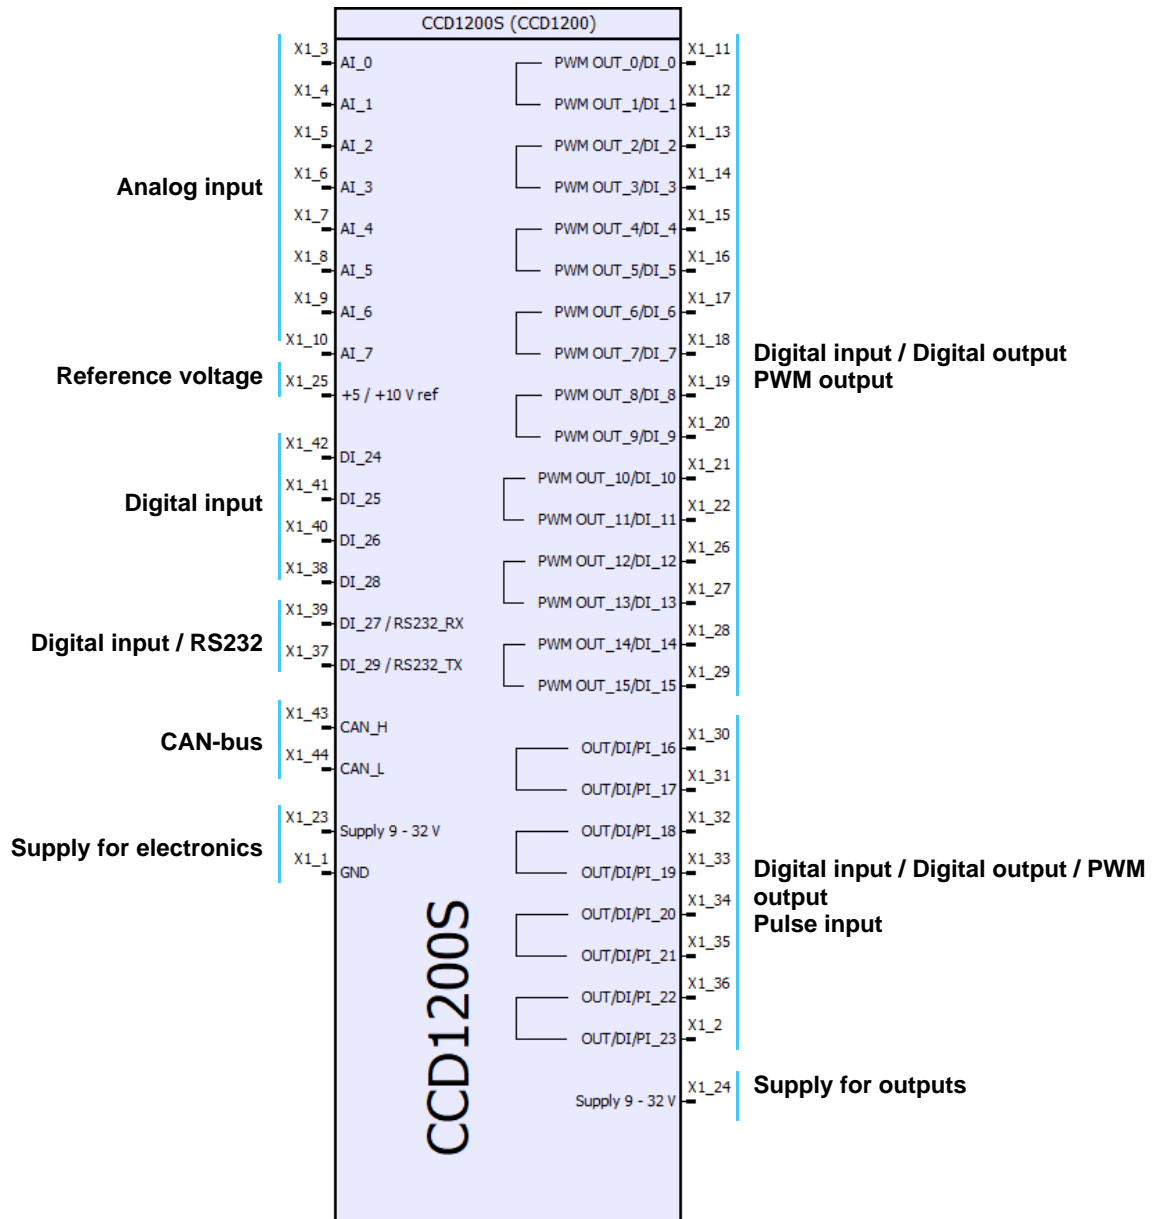 CCD1200S (CCD1200)
Analog input
X1_3 AI_0
X1_4 AI_1
X1_5 AI_2
X1_6 AI_3
X1_7 AI_4
X1_8 AI_5
X1_9 AI_6
X1_10 AI_7
Reference voltage
X1_25 +5 / +10 V ref
Digital input
X1_42 DI_24
X1_41 DI_25
X1_40 DI_26
X1_38 DI_28
Digital input / RS232
X1_39 DI_27 / RS232_RX
X1_37 DI_29 / RS232_TX
CAN-bus
X1_43 CAN_H
X1_44 CAN_L
Supply for electronics
X1_23 Supply 9 - 32 V
X1_1 GND
CCD1200S
PWM OUT_0/DI_0 X1_11
PWM OUT_1/DI_1 X1_12
PWM OUT_2/DI_2 X1_13
PWM OUT_3/DI_3 X1_14
PWM OUT_4/DI_4 X1_15
PWM OUT_5/DI_5 X1_16
PWM OUT_6/DI_6 X1_17
PWM OUT_7/DI_7 X1_18
PWM OUT_8/DI_8 X1_19
PWM OUT_9/DI_9 X1_20
PWM OUT_10/DI_10 X1_21
PWM OUT_11/DI_11 X1_22
PWM OUT_12/DI_12 X1_26
PWM OUT_13/DI_13 X1_27
PWM OUT_14/DI_14 X1_28
PWM OUT_15/DI_15 X1_29
Digital input / Digital output
PWM output
OUT/DI/PI_16 X1_30
OUT/DI/PI_17 X1_31
OUT/DI/PI_18 X1_32
OUT/DI/PI_19 X1_33
OUT/DI/PI_20 X1_34
OUT/DI/PI_21 X1_35
OUT/DI/PI_22 X1_36
OUT/DI/PI_23 X1_2
Digital input / Digital output / PWM
output
Pulse input
Supply 9 - 32 V X1_24
Supply for outputs